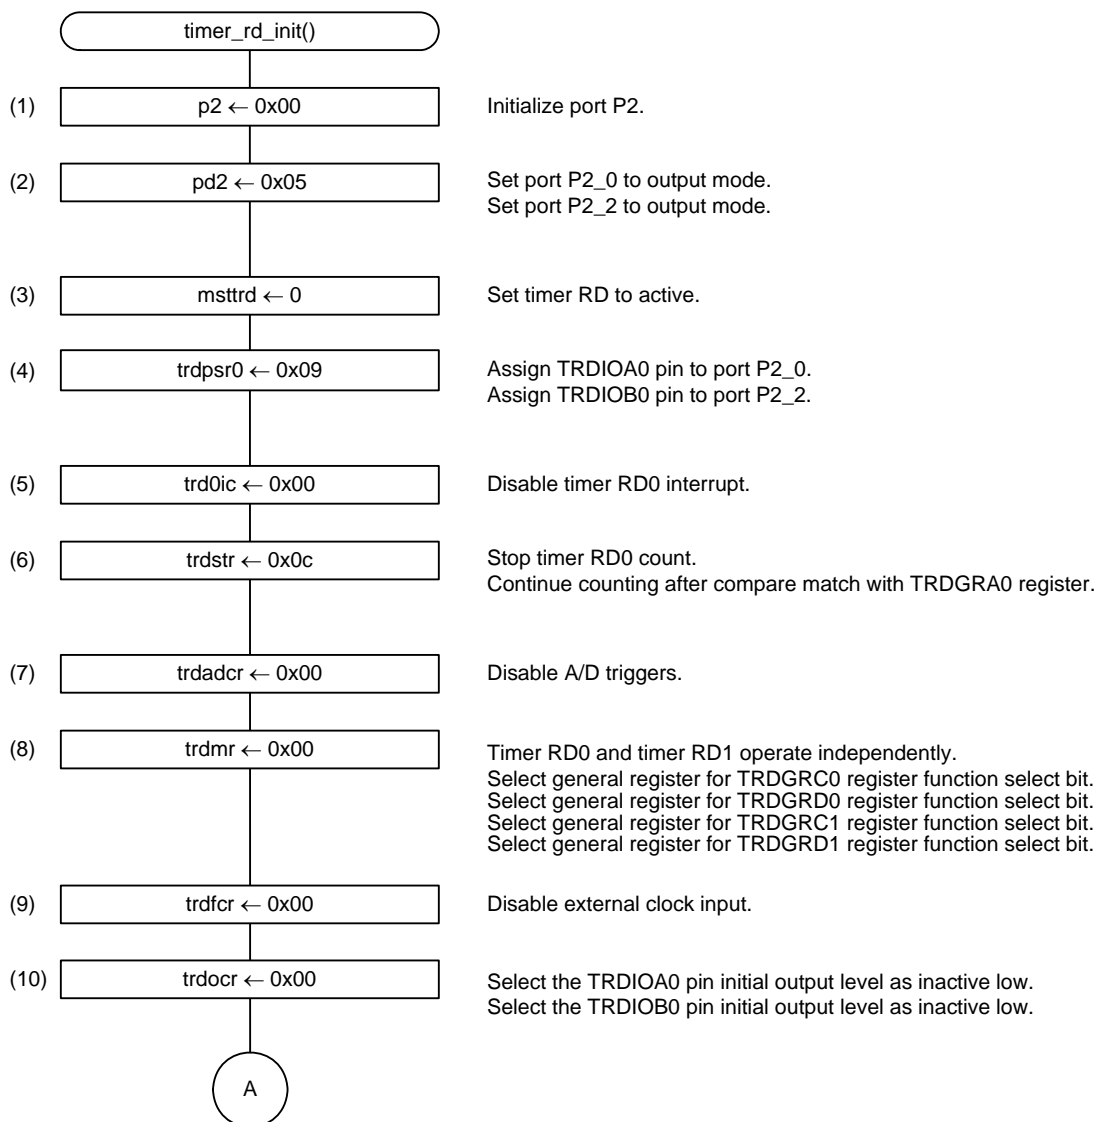 timer_rd_init()
(1)
p2 ← 0x00
Initialize port P2.
(2)
pd2 ← 0x05
Set port P2_0 to output mode.
Set port P2_2 to output mode.
(3)
msttrd ← 0
Set timer RD to active.
(4)
trdpsr0 ← 0x09
Assign TRDIOA0 pin to port P2_0.
Assign TRDIOB0 pin to port P2_2.
(5)
trd0ic ← 0x00
Disable timer RD0 interrupt.
(6)
trdstr ← 0x0c
Stop timer RD0 count.
Continue counting after compare match with TRDGRA0 register.
(7)
trdadcr ← 0x00
Disable A/D triggers.
(8)
trdmr ← 0x00
Timer RD0 and timer RD1 operate independently.
Select general register for TRDGRC0 register function select bit.
Select general register for TRDGRD0 register function select bit.
Select general register for TRDGRC1 register function select bit.
Select general register for TRDGRD1 register function select bit.
(9)
trdfcr ← 0x00
Disable external clock input.
(10)
trdocr ← 0x00
Select the TRDIOA0 pin initial output level as inactive low.
Select the TRDIOB0 pin initial output level as inactive low.
A